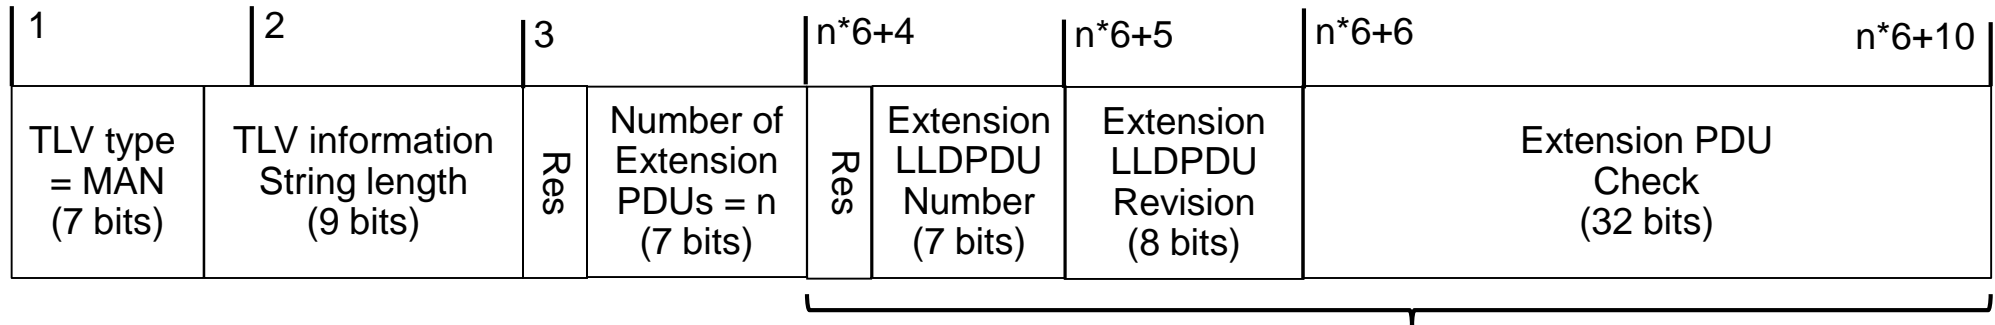 1
2
3
n*6+4
n*6+5
n*6+6
n*6+10
TLV type
= MAN
(7 bits)
TLV information
String length
(9 bits)
Res
Number of
Extension
PDUs = n
(7 bits)
Res
Extension
LLDPDU
Number
(7 bits)
Extension
LLDPDU
Revision
(8 bits)
Extension PDU
Check
(32 bits)